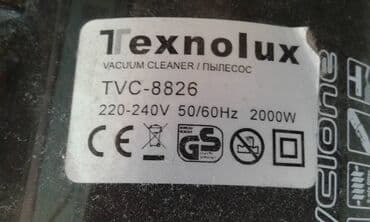 Texnolux
VACUUM CLEANER / ПЫЛЕСОС
TVC-8826
220-240V 50/60Hz 2000W
CE GS